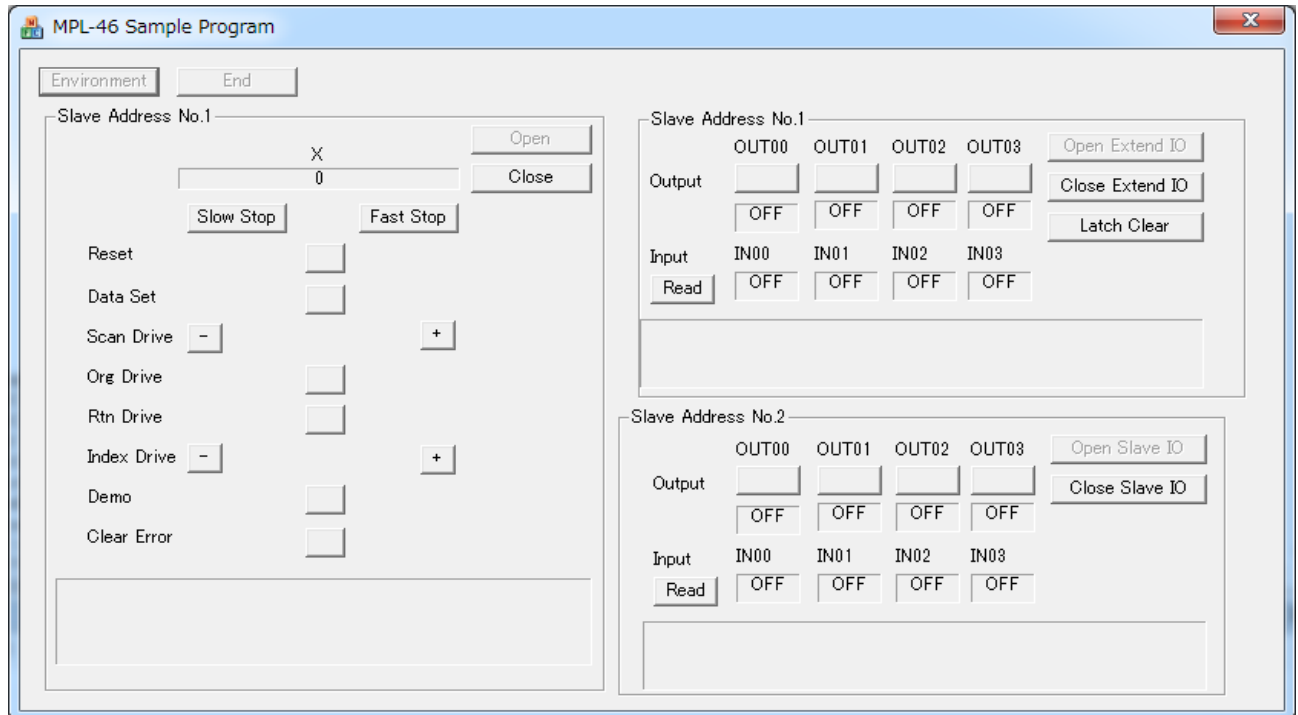 MPL-46 Sample Program
Environment End
Slave Address No.1
Open
X
0
Close
Slow Stop Fast Stop
Reset
Data Set
Scan Drive - +
Org Drive
Rtn Drive
Index Drive - +
Demo
Clear Error
Slave Address No.1
OUT00 OUT01 OUT02 OUT03 Open Extend IO
Output Close Extend IO
OFF OFF OFF OFF Latch Clear
Input IN00 IN01 IN02 IN03
Read OFF OFF OFF OFF
Slave Address No.2
OUT00 OUT01 OUT02 OUT03 Open Slave IO
Output Close Slave IO
OFF OFF OFF OFF
Input IN00 IN01 IN02 IN03
Read OFF OFF OFF OFF